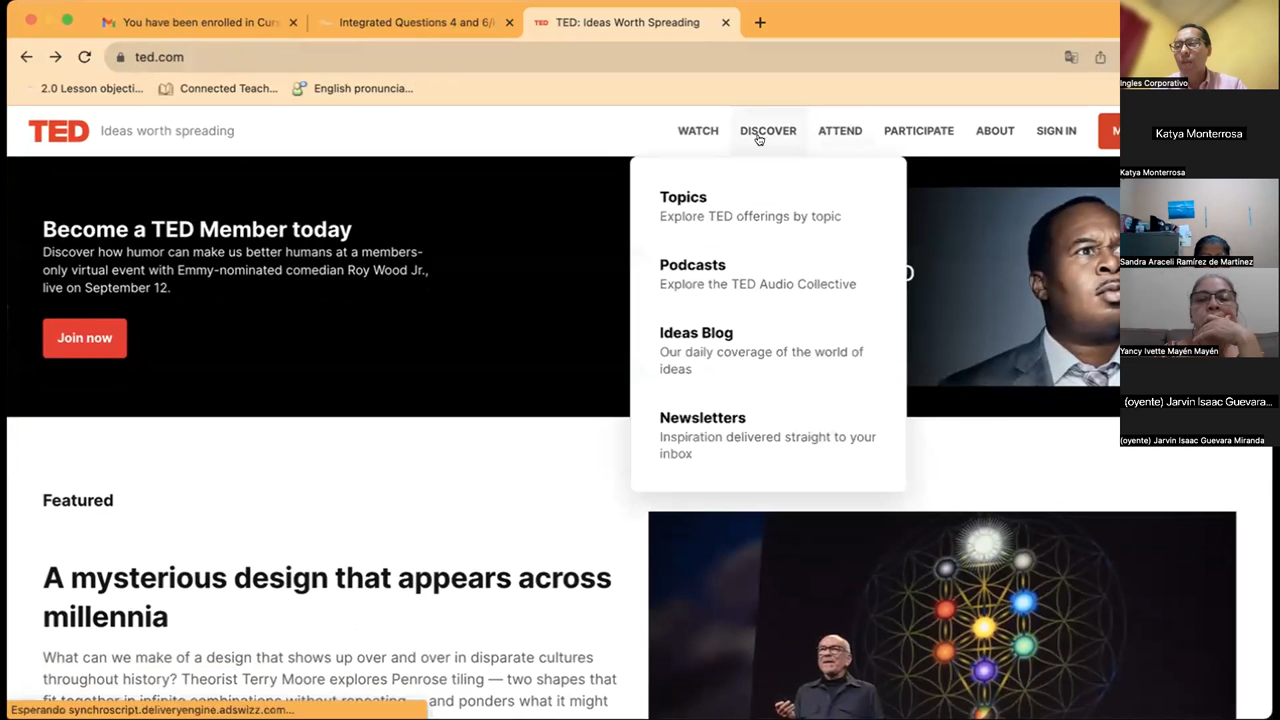 You have been enrolled in Cur
Integrated Questions 4 and 6/
TED: Ideas Worth Spreading
ted.com
2.0 Lesson objecti...
Connected Teach...
English pronuncia...
TED Ideas worth spreading
WATCH
DISCOVER
ATTEND
PARTICIPATE
ABOUT
SIGN IN
M
Become a TED Member today
Discover how humor can make us better humans at a members-
only virtual event with Emmy-nominated comedian Roy Wood Jr.,
live on September 12.
Join now
Topics
Explore TED offerings by topic
Podcasts
Explore the TED Audio Collective
Ideas Blog
Our daily coverage of the world of
ideas
Newsletters
Inspiration delivered straight to your
inbox
Featured
A mysterious design that appears across
millennia
What can we make of a design that shows up over and over in disparate cultures
throughout history? Theorist Terry Moore explores Penrose tiling — two shapes that
fit together in infinite combinations without repeating — and ponders what it might
Esperando synchroscript.deliveryengine.adswizz.com...
Ingles Corporativo
Katya Monterrosa
Katya Monterrosa
Sandra Araceli Ramírez de Martinez
Yancy Ivette Mayén Mayén
(oyente) Jarvin Isaac Guevara...
(oyente) Jarvin Isaac Guevara Miranda